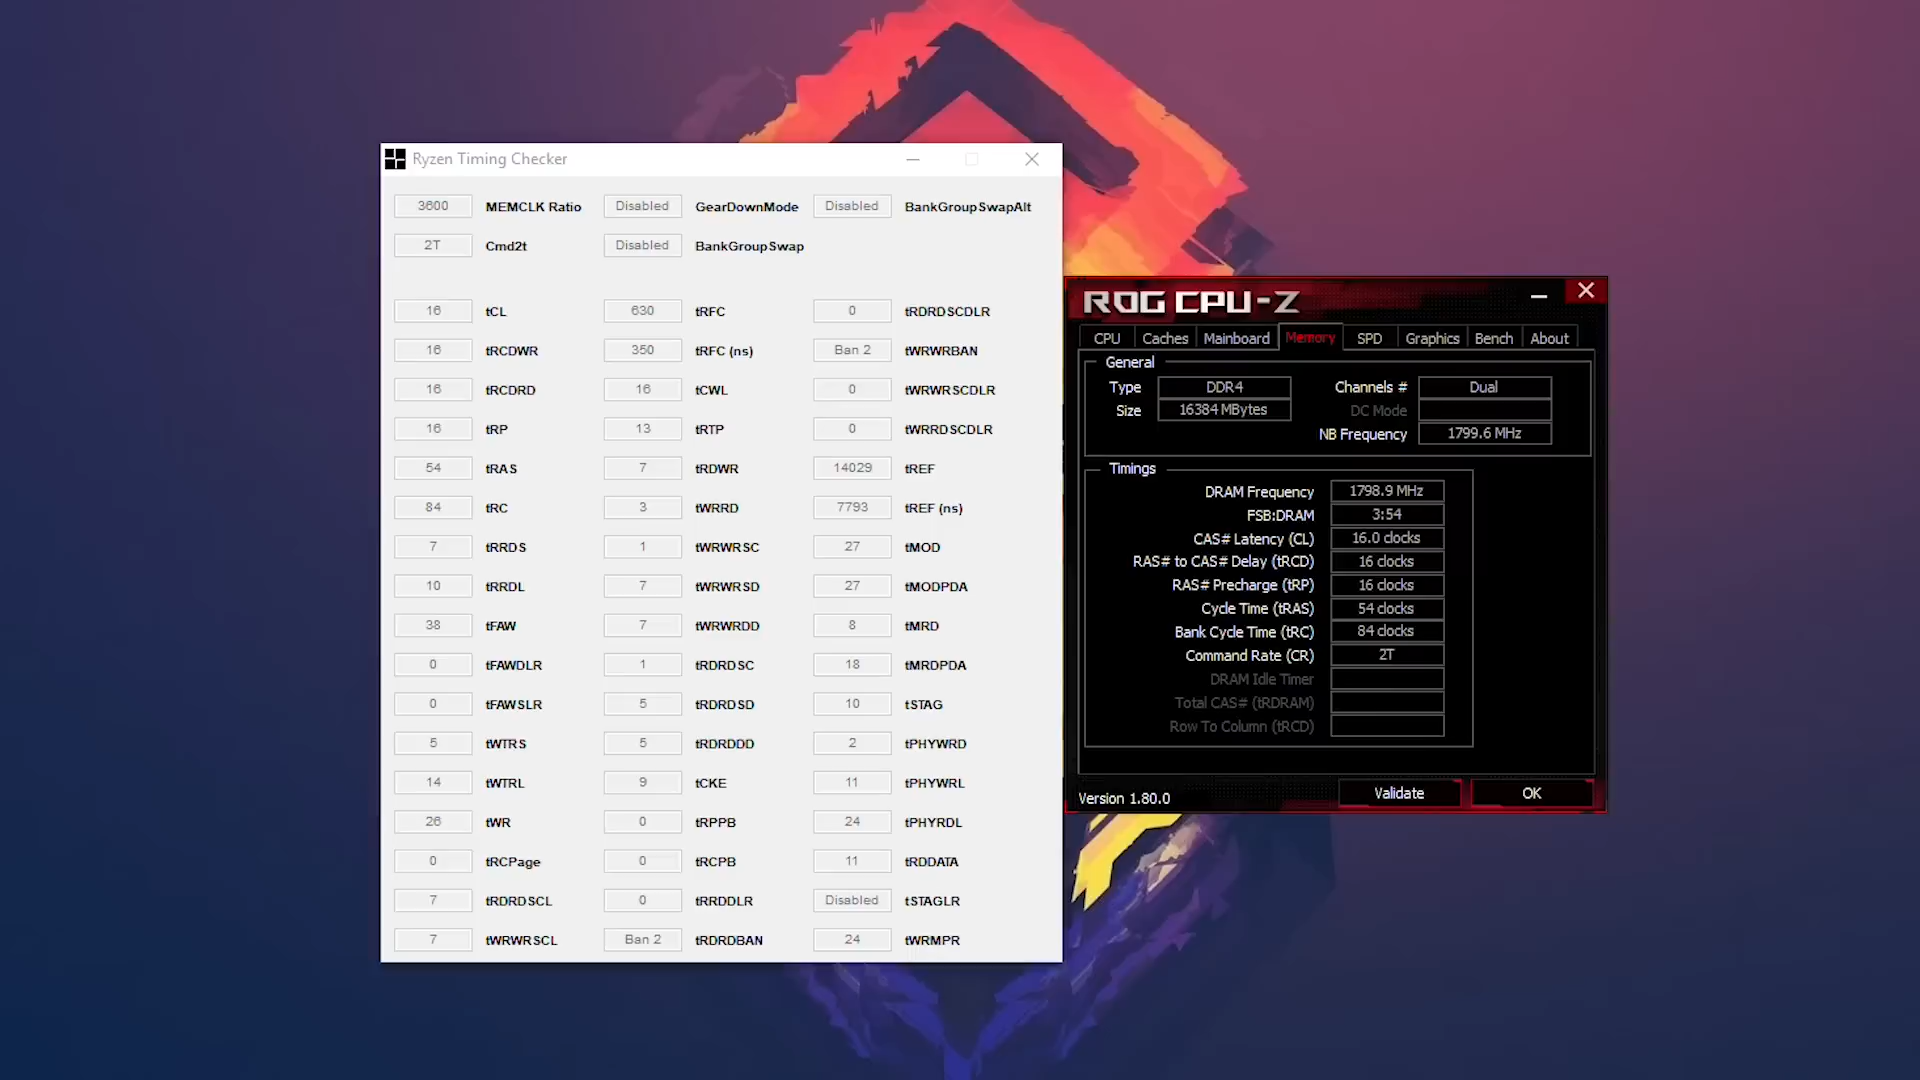 Ryzen Timing Checker
3600 MEMCLK Ratio Disabled GearDownMode Disabled BankGroupSwapAlt
2T Cmd2t Disabled BankGroupSwap
16 tCL 630 tRFC 0 tRDRDSCDLR
16 tRCDWR 350 tRFC (ns) Ban 2 tWRWRBAN
16 tRCDRD 16 tCWL 0 tWRWRSCDLR
16 tRP 13 tRTP 0 tWRRDSCDLR
54 tRAS 7 tRDWR 14029 tREF
84 tRC 3 tWRRD 7793 tREF (ns)
7 tRRDS 1 tWRWRSC 27 tMOD
10 tRRDL 7 tWRWRSD 27 tMODPDA
38 tFAW 7 tWRWRDD 8 tMRD
0 tFAWDLR 1 tRDRDSC 18 tMRDPDA
0 tFAWSLR 5 tRDRDSD 10 tSTAG
5 tWTRS 5 tRDRDDD 2 tPHYWRD
14 tWTRL 9 tCKE 11 tPHYWRL
26 tWR 0 tRPPB 24 tPHYRDL
0 tRCPage 0 tRCPB 11 tRDDATA
7 tRDRDSCL 0 tRRDDLR Disabled tSTAGLR
7 tWRWRSCL Ban 2 tRDRDBAN 24 tWRMPR
ROG CPU-Z
CPU Caches Mainboard Memory SPD Graphics Bench About
General
Type DDR4 Channels # Dual
Size 16384 MBytes DC Mode
NB Frequency 1799.6 MHz
Timings
DRAM Frequency 1798.9 MHz
FSB:DRAM 3:54
CAS# Latency (CL) 16.0 clocks
RAS# to CAS# Delay (tRCD) 16 clocks
RAS# Precharge (tRP) 16 clocks
Cycle Time (tRAS) 54 clocks
Bank Cycle Time (tRC) 84 clocks
Command Rate (CR) 2T
DRAM Idle Timer
Total CAS# (tRDRAM)
Row To Column (tRCD)
Version 1.80.0 Validate OK